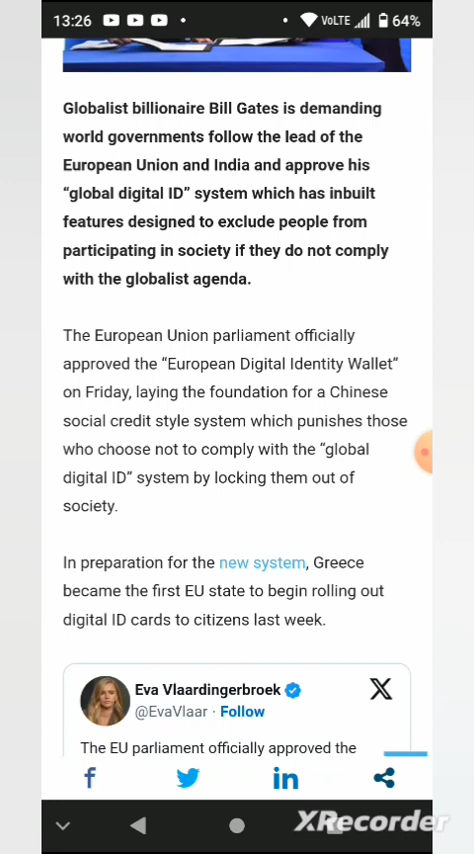 13:26 VoLTE 64%
Globalist billionaire Bill Gates is demanding
world governments follow the lead of the
European Union and India and approve his
“global digital ID” system which has inbuilt
features designed to exclude people from
participating in society if they do not comply
with the globalist agenda.
The European Union parliament officially
approved the “European Digital Identity Wallet”
on Friday, laying the foundation for a Chinese
social credit style system which punishes those
who choose not to comply with the “global
digital ID” system by locking them out of
society.
In preparation for the new system, Greece
became the first EU state to begin rolling out
digital ID cards to citizens last week.
Eva Vlaardingerbroek
@EvaVlaar · Follow
The EU parliament officially approved the
XRecorder